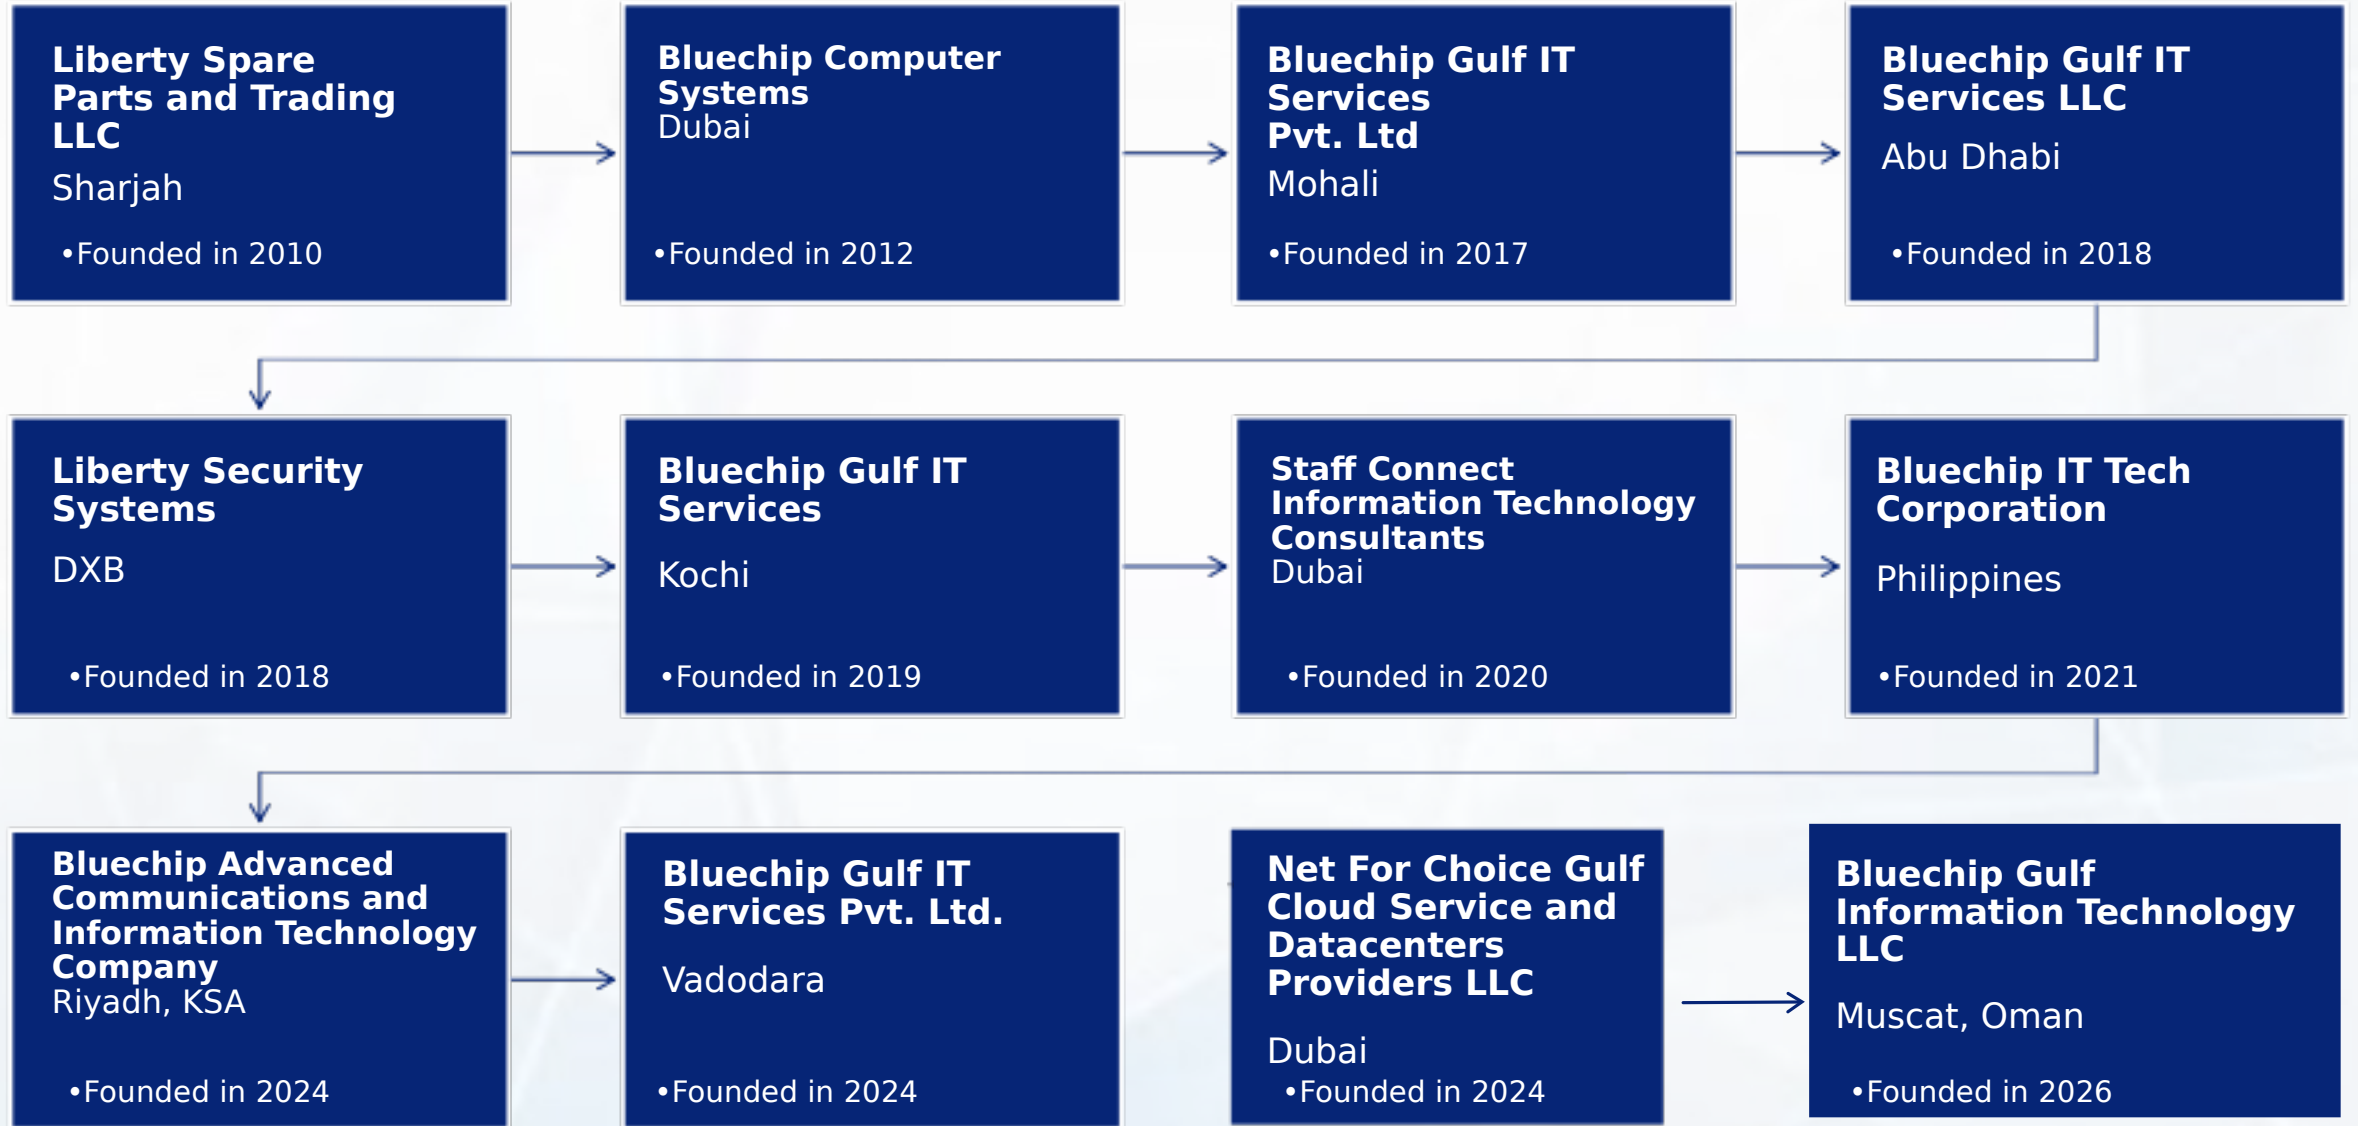 Liberty Spare
Parts and Trading
LLC
Sharjah
•Founded in 2010
Bluechip Computer
Systems
Dubai
•Founded in 2012
Bluechip Gulf IT
Services
Pvt. Ltd
Mohali
•Founded in 2017
Bluechip Gulf IT
Services LLC
Abu Dhabi
•Founded in 2018
Liberty Security
Systems
DXB
•Founded in 2018
Bluechip Gulf IT
Services
Kochi
•Founded in 2019
Staff Connect
Information Technology
Consultants
Dubai
•Founded in 2020
Bluechip IT Tech
Corporation
Philippines
•Founded in 2021
Bluechip Advanced
Communications and
Information Technology
Company
Riyadh, KSA
•Founded in 2024
Bluechip Gulf IT
Services Pvt. Ltd.
Vadodara
•Founded in 2024
Net For Choice Gulf
Cloud Service and
Datacenters
Providers LLC
Dubai
•Founded in 2024
Bluechip Gulf
Information Technology
LLC
Muscat, Oman
•Founded in 2026